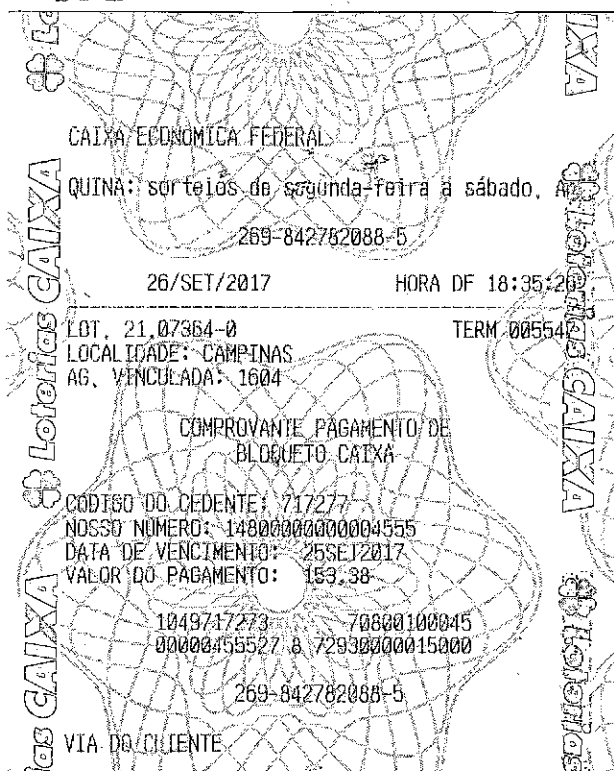 CAIXA ECONOMICA FEDERAL
QUINA: sorteios de segunda-feira a sábado.
269-842782088-5
26/SET/2017 HORA DF 18:35:20
LOT. 21.07364-0 TERM 005542
LOCALIDADE: CAMPINAS
AG. VINCULADA: 1604
COMPROVANTE PAGAMENTO DE
BLOQUETO CAIXA
CODIGO DO CEDENTE: 717277
NOSSO NUMERO: 14800000000004555
DATA DE VENCIMENTO: 25SET2017
VALOR DO PAGAMENTO: 153,38
1049717273 70800100045
00000455527 8 72930000015000
269-842782088-5
VIA DO CLIENTE
Loterias CAIXA
Loterias CAIXA